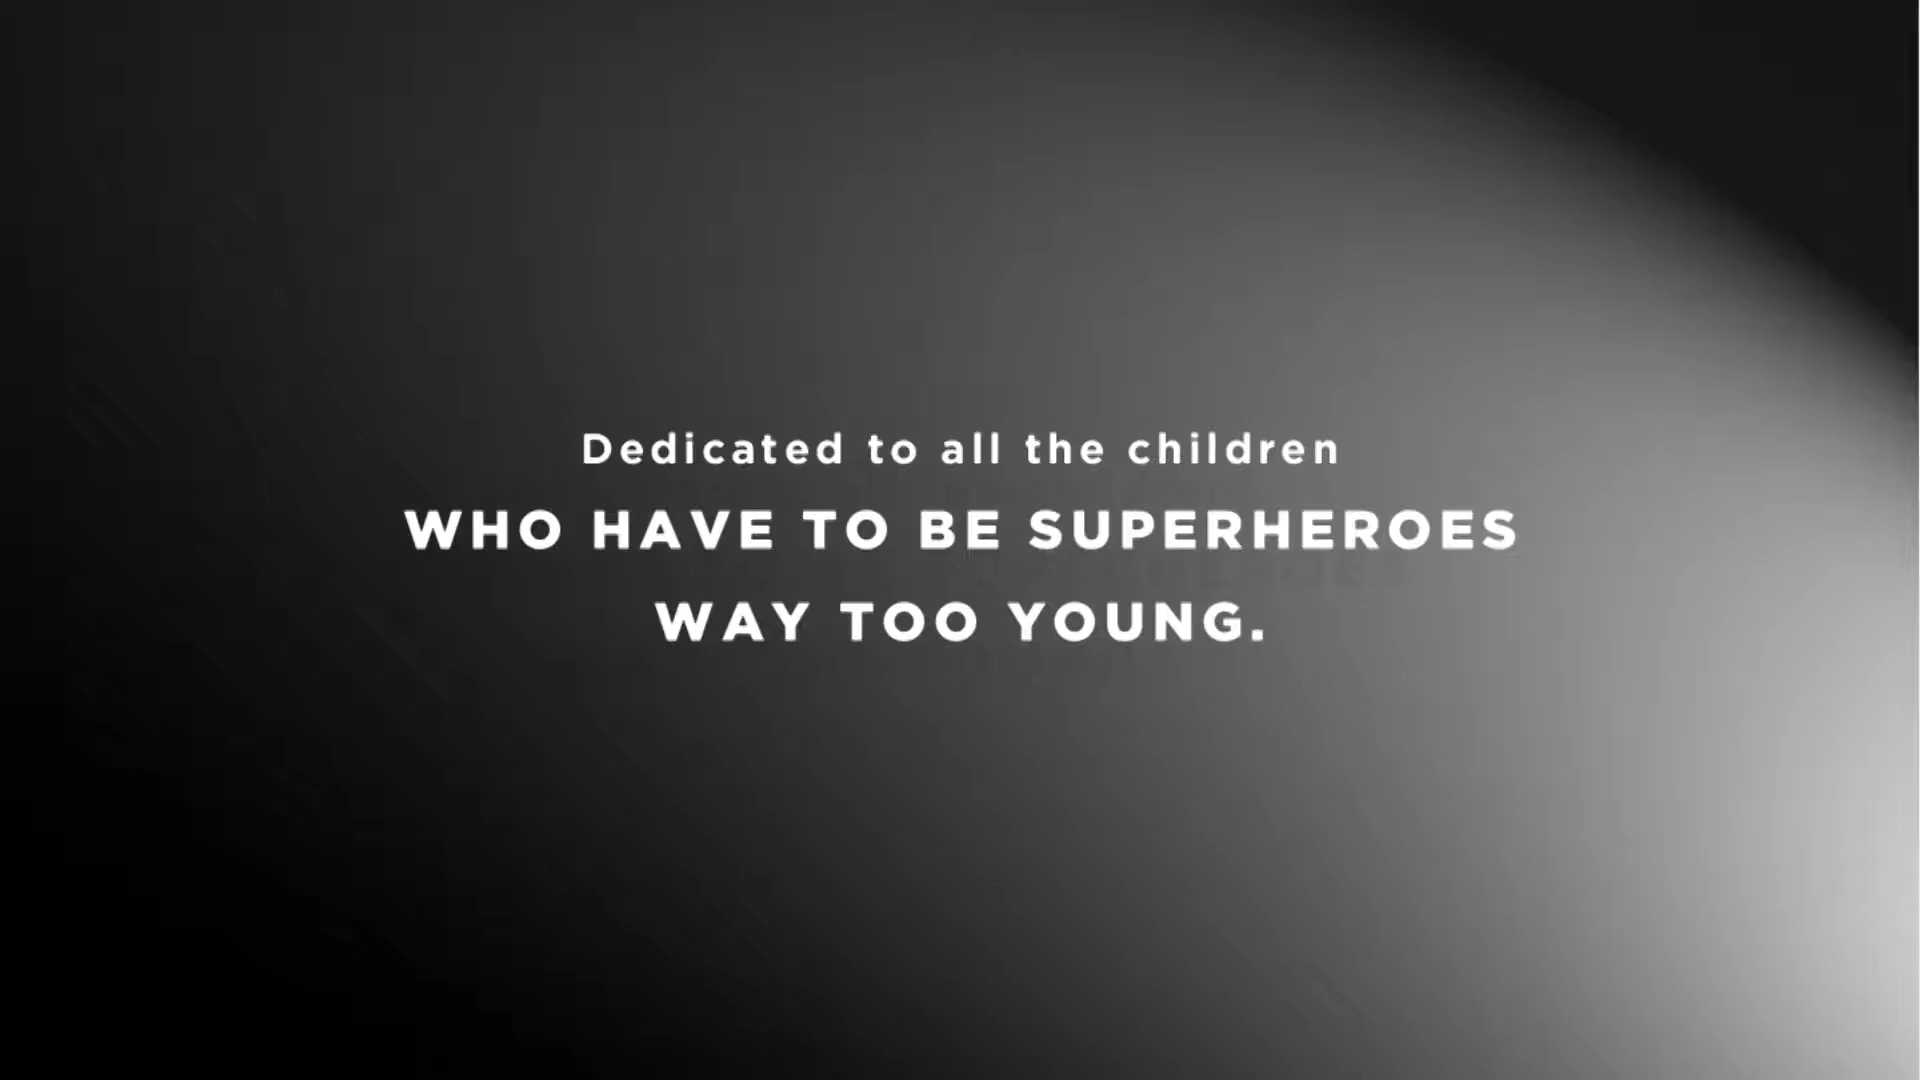 Dedicated to all the children
WHO HAVE TO BE SUPERHEROES
WAY TOO YOUNG.